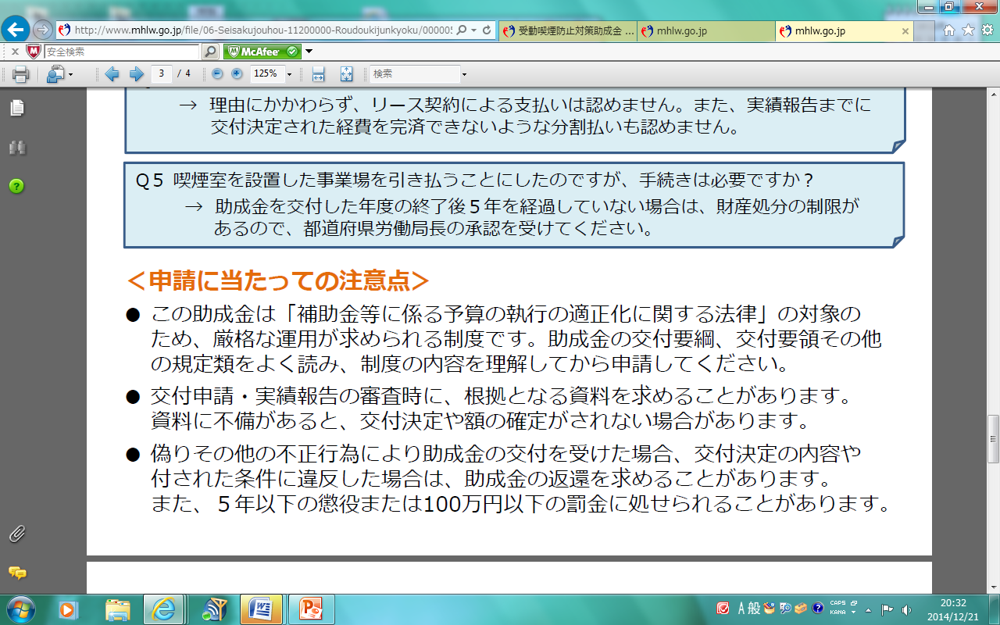 http://www.mhlw.go.jp/file/06-Seisakujouhou-11200000-Roudoukijunkyoku/00000
受動喫煙防止対策助成金 ...
mhlw.go.jp
mhlw.go.jp
安全検索
McAfee
3 / 4
125%
検索
→ 理由にかかわらず、リース契約による支払いは認めません。また、実績報告までに
交付決定された経費を完済できないような分割払いも認めません。
Q5 喫煙室を設置した事業場を引き払うことにしたのですが、手続きは必要ですか?
→ 助成金を交付した年度の終了後5年を経過していない場合は、財産処分の制限が
あるので、都道府県労働局長の承認を受けてください。
<申請に当たっての注意点>
● この助成金は「補助金等に係る予算の執行の適正化に関する法律」の対象の
ため、厳格な運用が求められる制度です。助成金の交付要綱、交付要領その他
の規定類をよく読み、制度の内容を理解してから申請してください。
● 交付申請・実績報告の審査時に、根拠となる資料を求めることがあります。
資料に不備があると、交付決定や額の確定がされない場合があります。
● 偽りその他の不正行為により助成金の交付を受けた場合、交付決定の内容や
付された条件に違反した場合は、助成金の返還を求めることがあります。
また、5年以下の懲役または100万円以下の罰金に処せられることがあります。
A 般
CAPS
KANA
20:32
2014/12/21